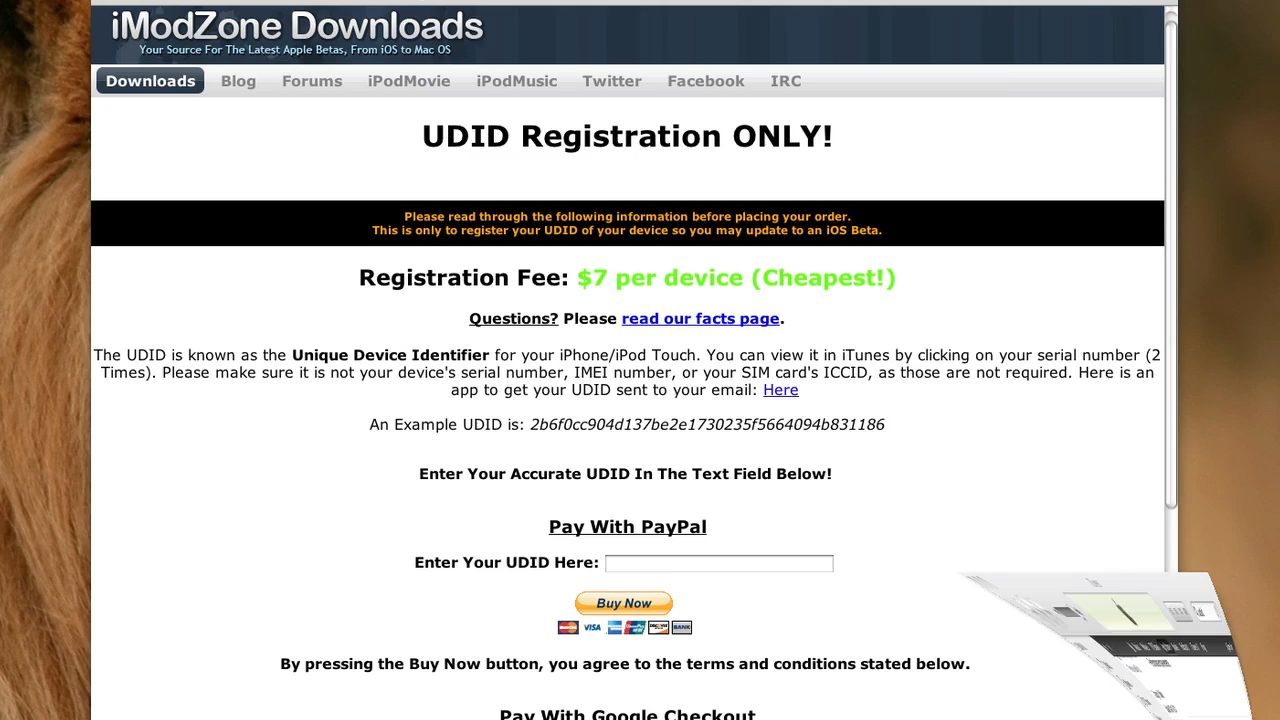 iModZone Downloads
Your Source For The Latest Apple Betas, From iOS to Mac OS
Downloads Blog Forums iPodMovie iPodMusic Twitter Facebook IRC
UDID Registration ONLY!
Please read through the following information before placing your order.
This is only to register your UDID of your device so you may update to an iOS Beta.
Registration Fee: $7 per device (Cheapest!)
Questions? Please read our facts page.
The UDID is known as the Unique Device Identifier for your iPhone/iPod Touch. You can view it in iTunes by clicking on your serial number (2
Times). Please make sure it is not your device's serial number, IMEI number, or your SIM card's ICCID, as those are not required. Here is an
app to get your UDID sent to your email: Here
An Example UDID is: 2b6f0cc904d137be2e1730235f5664094b831186
Enter Your Accurate UDID In The Text Field Below!
Pay With PayPal
Enter Your UDID Here:
Buy Now
VISA
BANK
By pressing the Buy Now button, you agree to the terms and conditions stated below.
Pay With Google Checkout